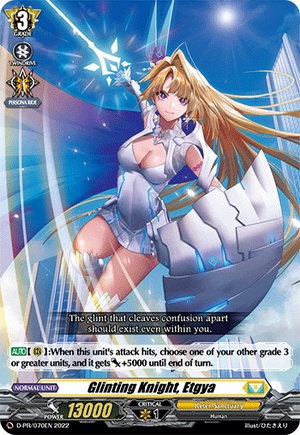 3
GRADE
TWINDRIVE
PERSONA RIDE
The glint that cleaves confusion apart
should exist even within you.
AUTO [ ]:When this unit's attack hits, choose one of your other grade 3
or greater units, and it gets +5000 until end of turn.
NORMAL UNIT
Glinting Knight, Etgya
POWER 13000 CRITICAL 1
Keter Sanctuary
Human
D-PR/070EN 2022
illust/ひたきえり